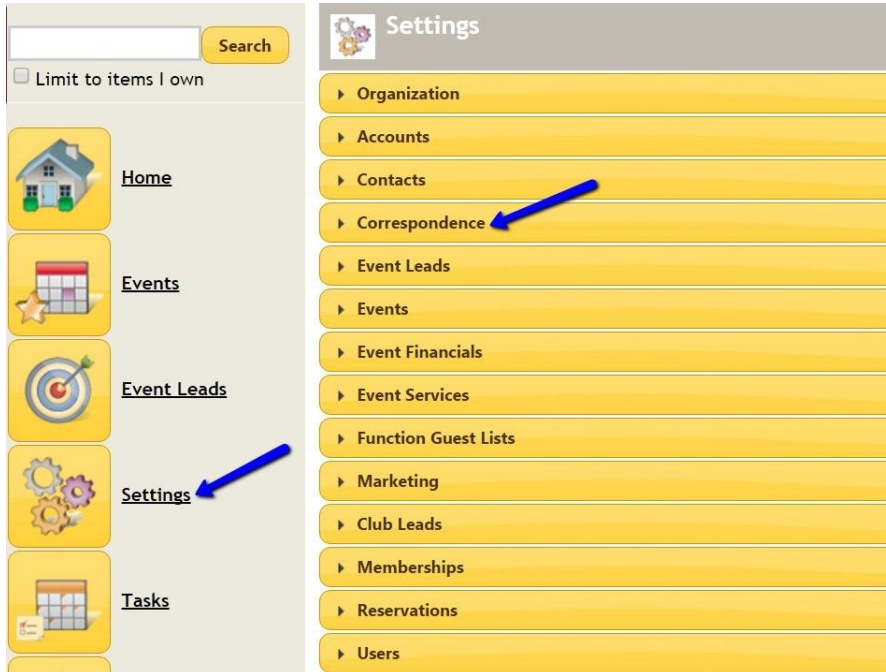 Search
Limit to items I own
Home
Events
Event Leads
Settings
Tasks
Settings
Organization
Accounts
Contacts
Correspondence
Event Leads
Events
Event Financials
Event Services
Function Guest Lists
Marketing
Club Leads
Memberships
Reservations
Users